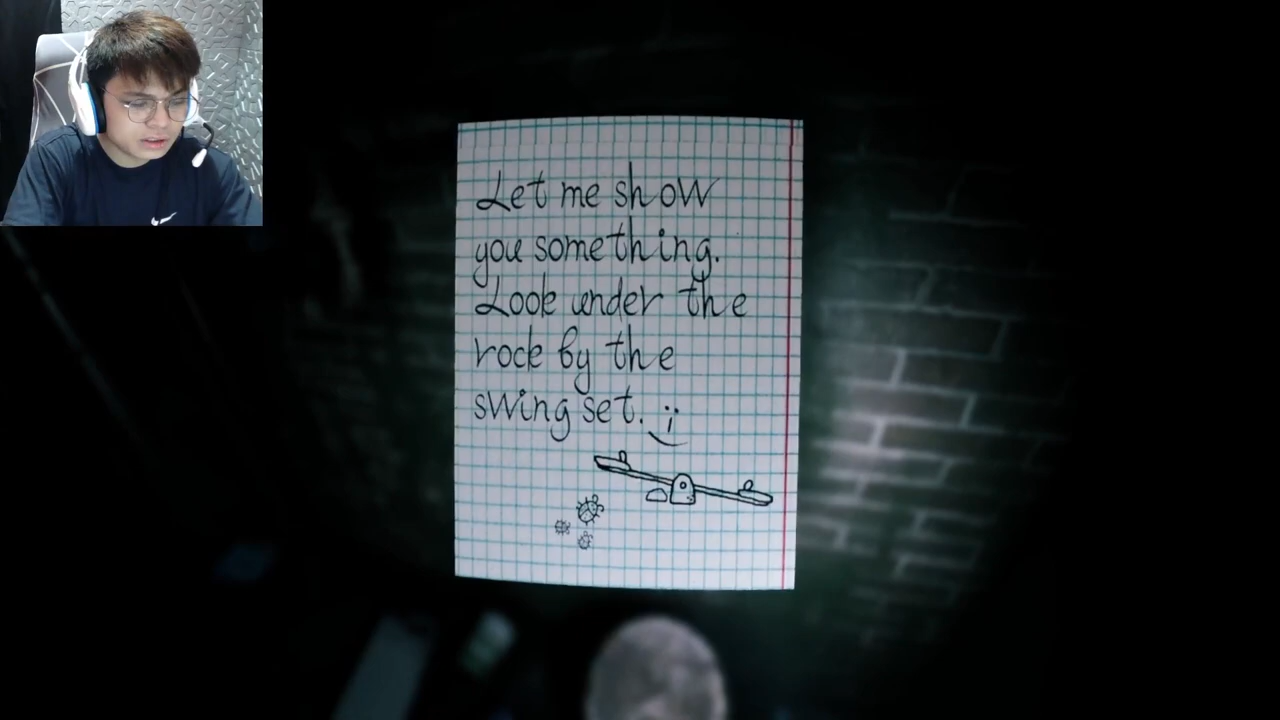 Let me show
you something.
Look under the
rock by the
swing set. :)